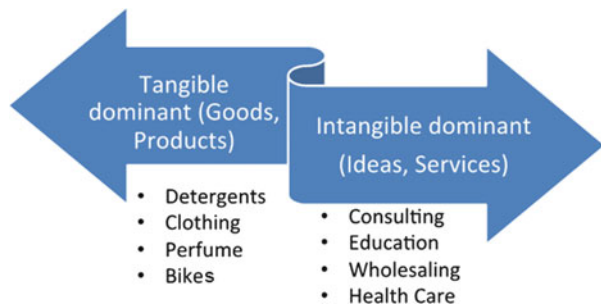 Tangible
dominant (Goods,
Products)
• Detergents
• Clothing
• Perfume
• Bikes
Intangible dominant
(Ideas, Services)
• Consulting
• Education
• Wholesaling
• Health Care